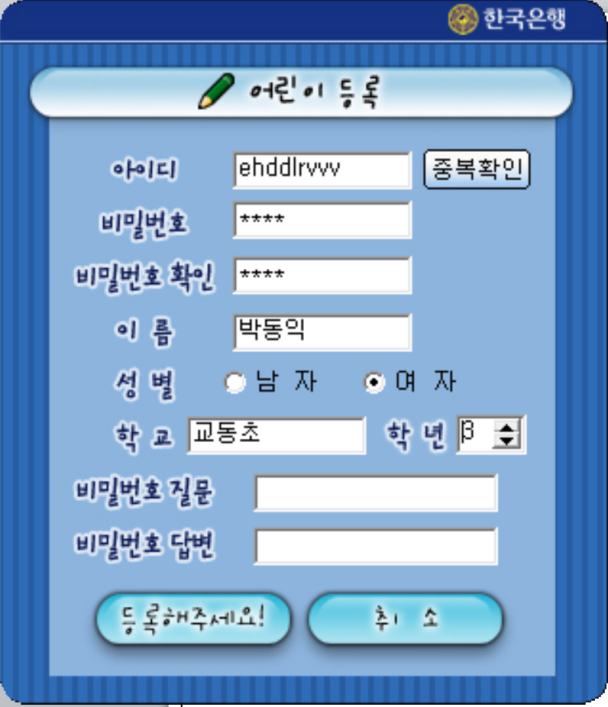 한국은행
어린이 등록
아이디 ehddlrvvv 중복확인
비밀번호 ****
비밀번호 확인 ****
이 름 박동익
성 별 남 자 여 자
학 교 교동초 학 년 3
비밀번호 질문
비밀번호 답변
등록해주세요! 취 소